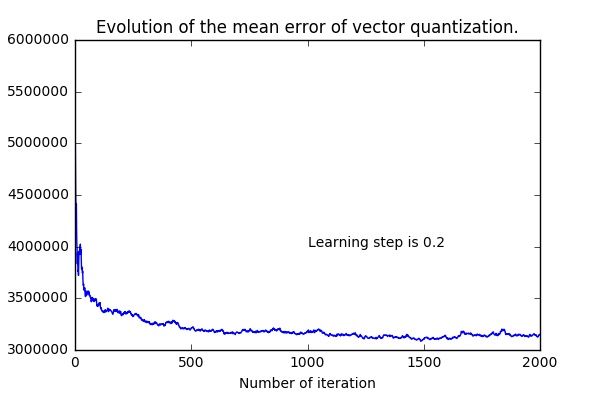 Evolution of the mean error of vector quantization.
6000000
5500000
5000000
4500000
4000000
3500000
3000000
Learning step is 0.2
0 500 1000 1500 2000
Number of iteration